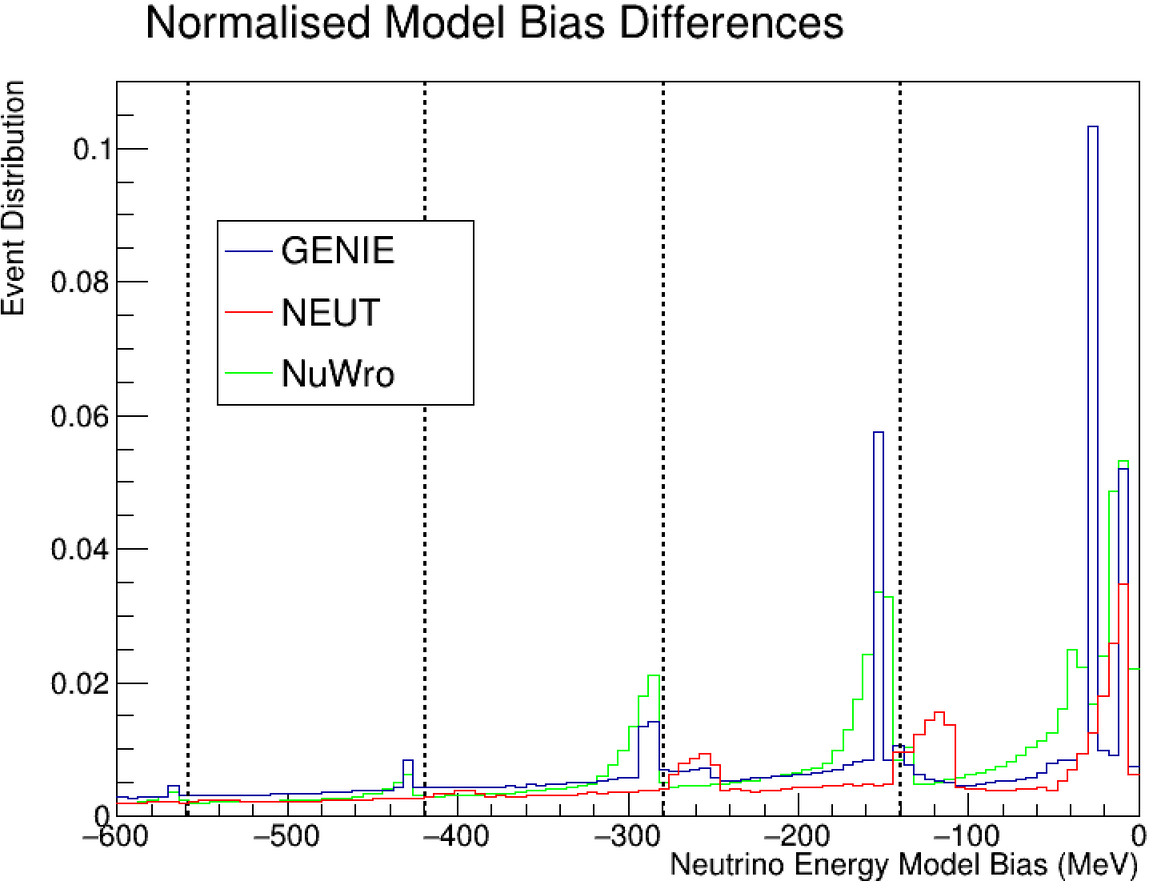 Normalised Model Bias Differences
Event Distribution
0.1
0.08
0.06
0.04
0.02
0
GENIE
NEUT
NuWro
−600 −500 −400 −300 −200 −100 0
Neutrino Energy Model Bias (MeV)